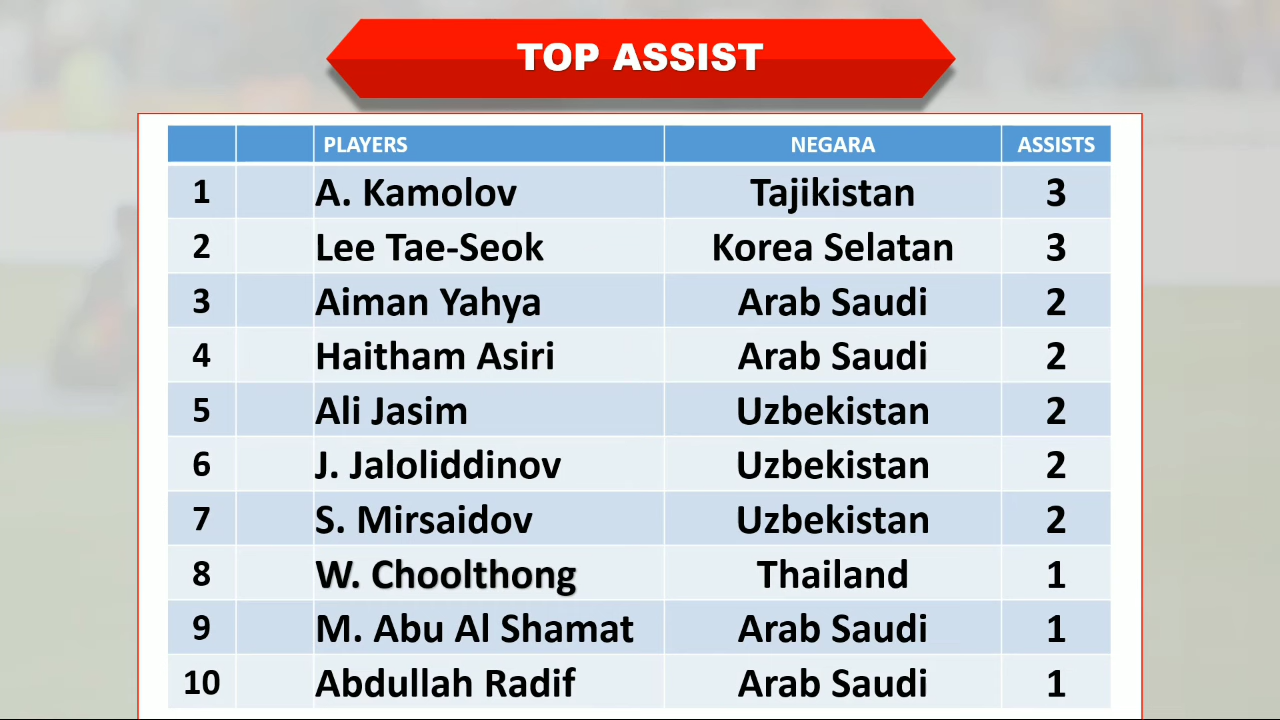 TOP ASSIST
PLAYERS NEGARA ASSISTS
1 A. Kamolov Tajikistan 3
2 Lee Tae-Seok Korea Selatan 3
3 Aiman Yahya Arab Saudi 2
4 Haitham Asiri Arab Saudi 2
5 Ali Jasim Uzbekistan 2
6 J. Jaloliddinov Uzbekistan 2
7 S. Mirsaidov Uzbekistan 2
8 W. Choolthong Thailand 1
9 M. Abu Al Shamat Arab Saudi 1
10 Abdullah Radif Arab Saudi 1